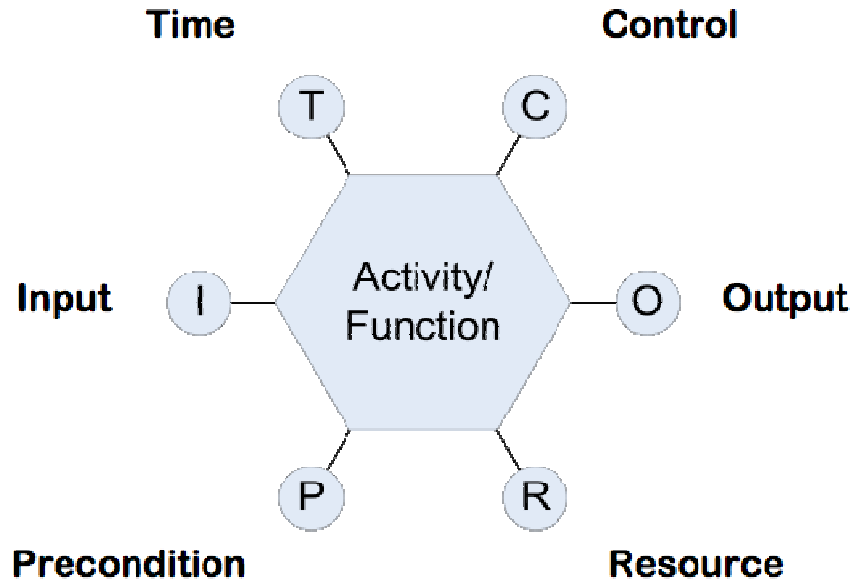 Time
Control
T
C
Input
I
Activity/
Function
O
Output
P
R
Precondition
Resource